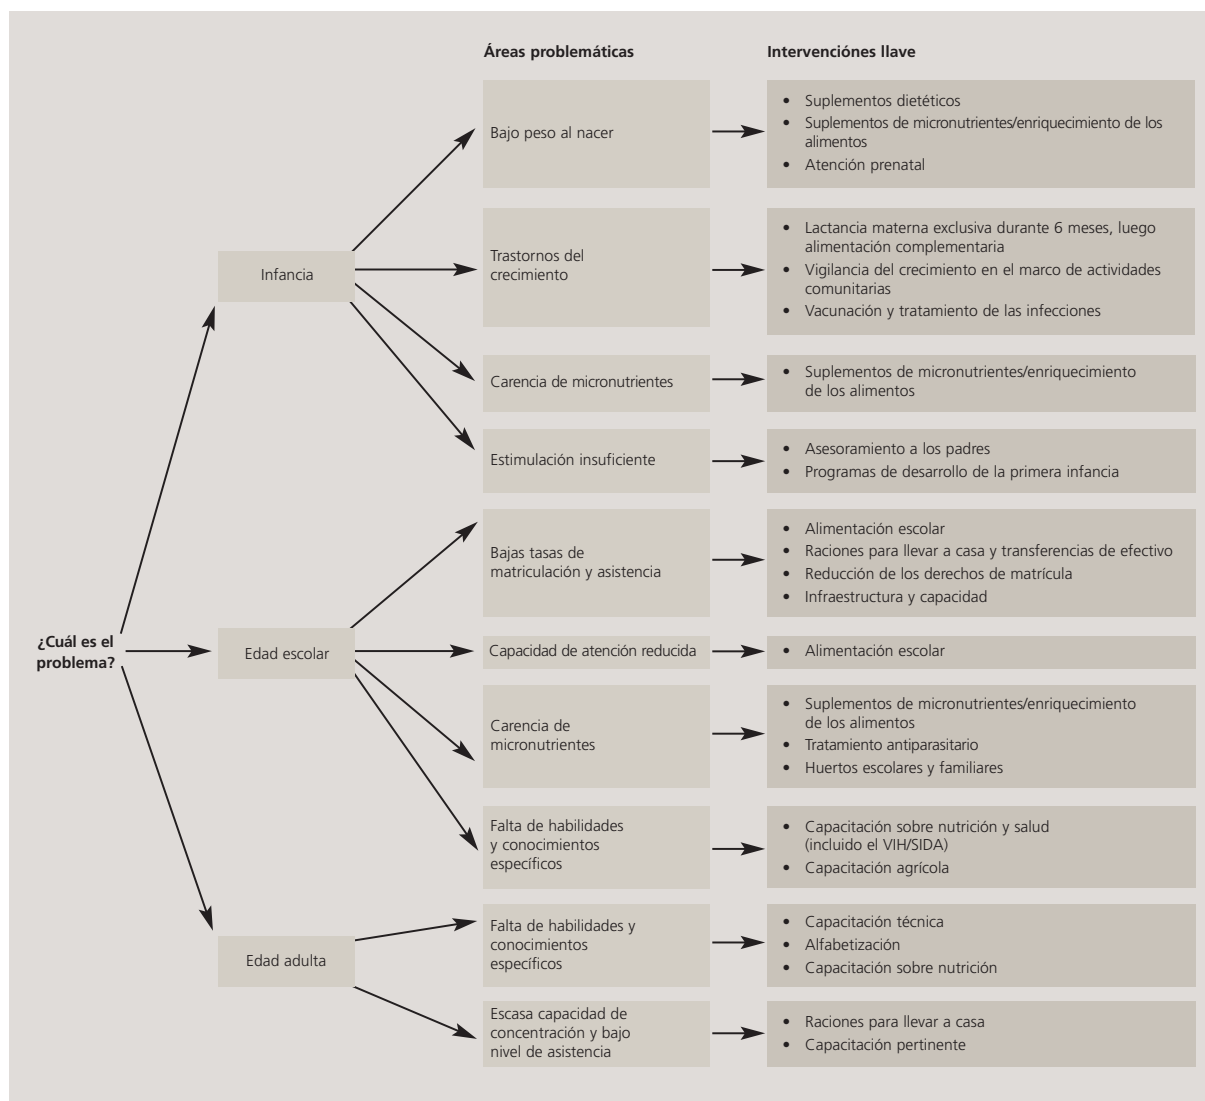 Áreas problemáticas
Intervenciónes llave
¿Cuál es el
problema?
Infancia
Bajo peso al nacer
• Suplementos dietéticos
• Suplementos de micronutrientes/enriquecimiento de los
alimentos
• Atención prenatal
Trastornos del
crecimiento
• Lactancia materna exclusiva durante 6 meses, luego
alimentación complementaria
• Vigilancia del crecimiento en el marco de actividades
comunitarias
• Vacunación y tratamiento de las infecciones
Carencia de micronutrientes
• Suplementos de micronutrientes/enriquecimiento
de los alimentos
Estimulación insuficiente
• Asesoramiento a los padres
• Programas de desarrollo de la primera infancia
Edad escolar
Bajas tasas de
matriculación y asistencia
• Alimentación escolar
• Raciones para llevar a casa y transferencias de efectivo
• Reducción de los derechos de matrícula
• Infraestructura y capacidad
Capacidad de atención reducida
• Alimentación escolar
Carencia de
micronutrientes
• Suplementos de micronutrientes/enriquecimiento
de los alimentos
• Tratamiento antiparasitario
• Huertos escolares y familiares
Falta de habilidades
y conocimientos
específicos
• Capacitación sobre nutrición y salud
(incluido el VIH/SIDA)
• Capacitación agrícola
Edad adulta
Falta de habilidades y
conocimientos
específicos
• Capacitación técnica
• Alfabetización
• Capacitación sobre nutrición
Escasa capacidad de
concentración y bajo
nivel de asistencia
• Raciones para llevar a casa
• Capacitación pertinente